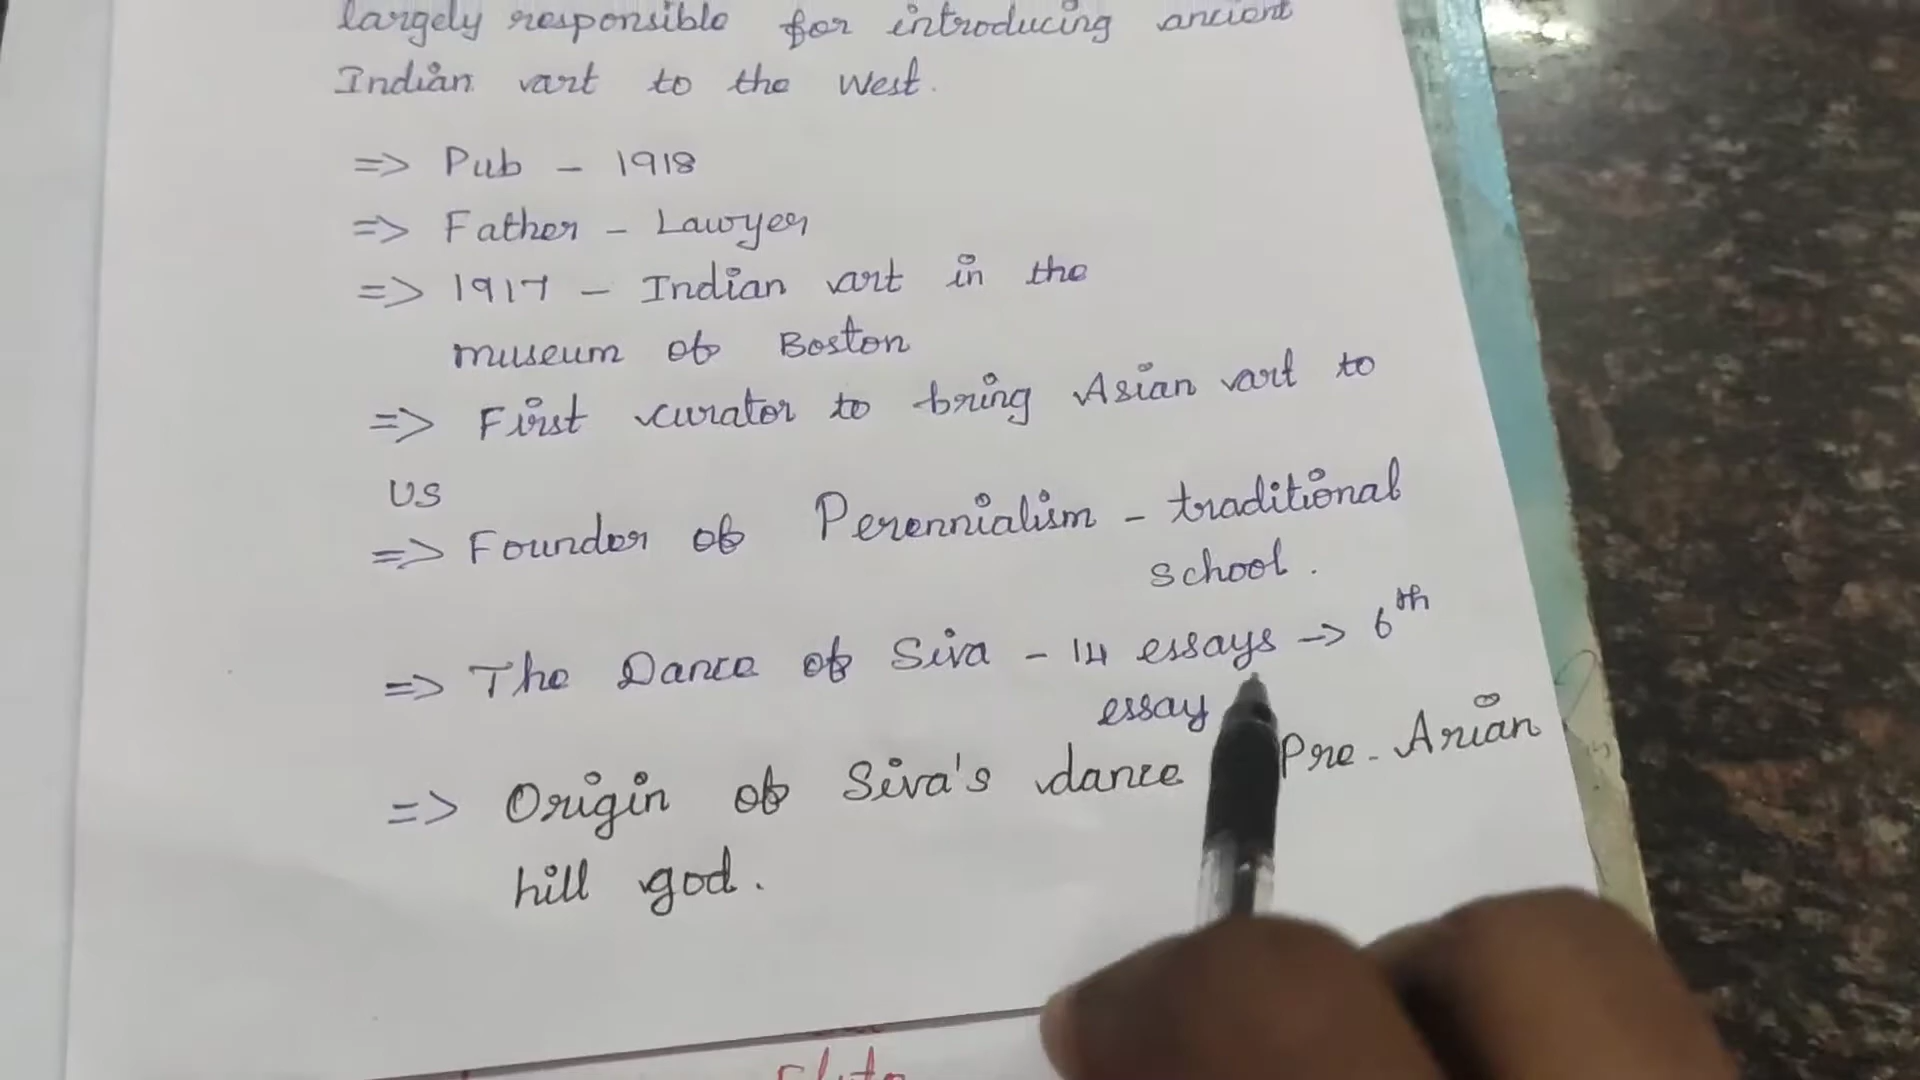 largely responsible for introducing ancient
Indian art to the West.
=> Pub - 1918
=> Father - Lawyer
=> 1917 - Indian art in the
museum of Boston
=> First curator to bring Asian art to
US
=> Founder of Perennialism - traditional
school.
=> The Dance of Siva - 14 essays -> 6th
essay
=> Origin of Siva's dance Pre-Arian
hill god.